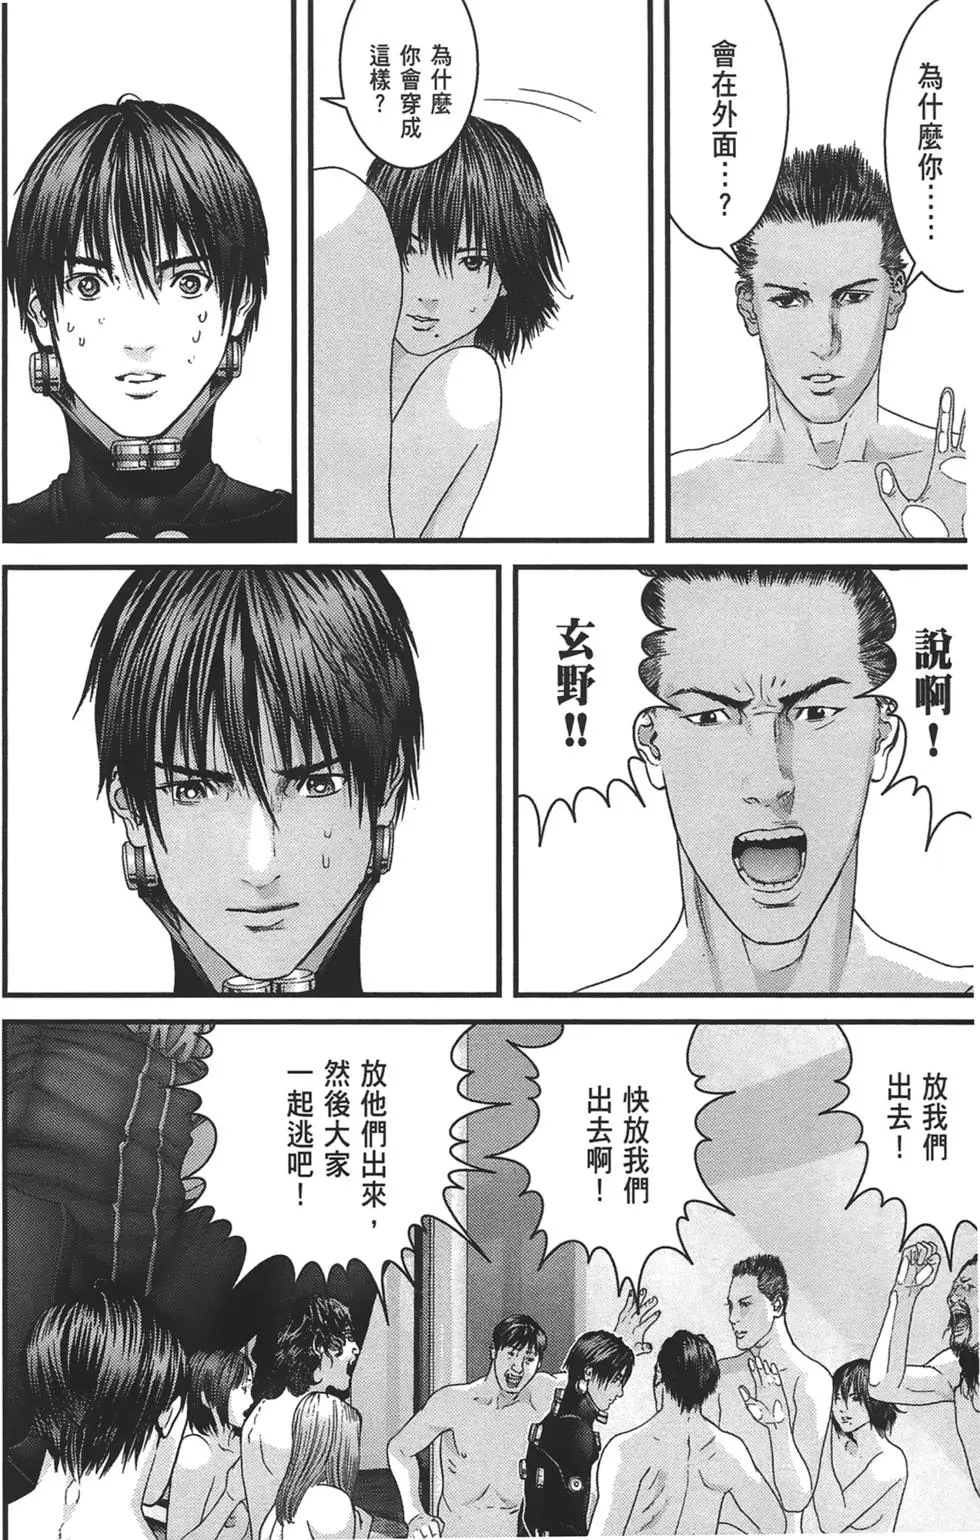 為什麼你……
會在外面…？
為什麼
你會穿成
這樣？
說啊！
玄野!!
放我們
出去！
快放我們
出去啊！
放他們出來，
然後大家
一起逃吧！